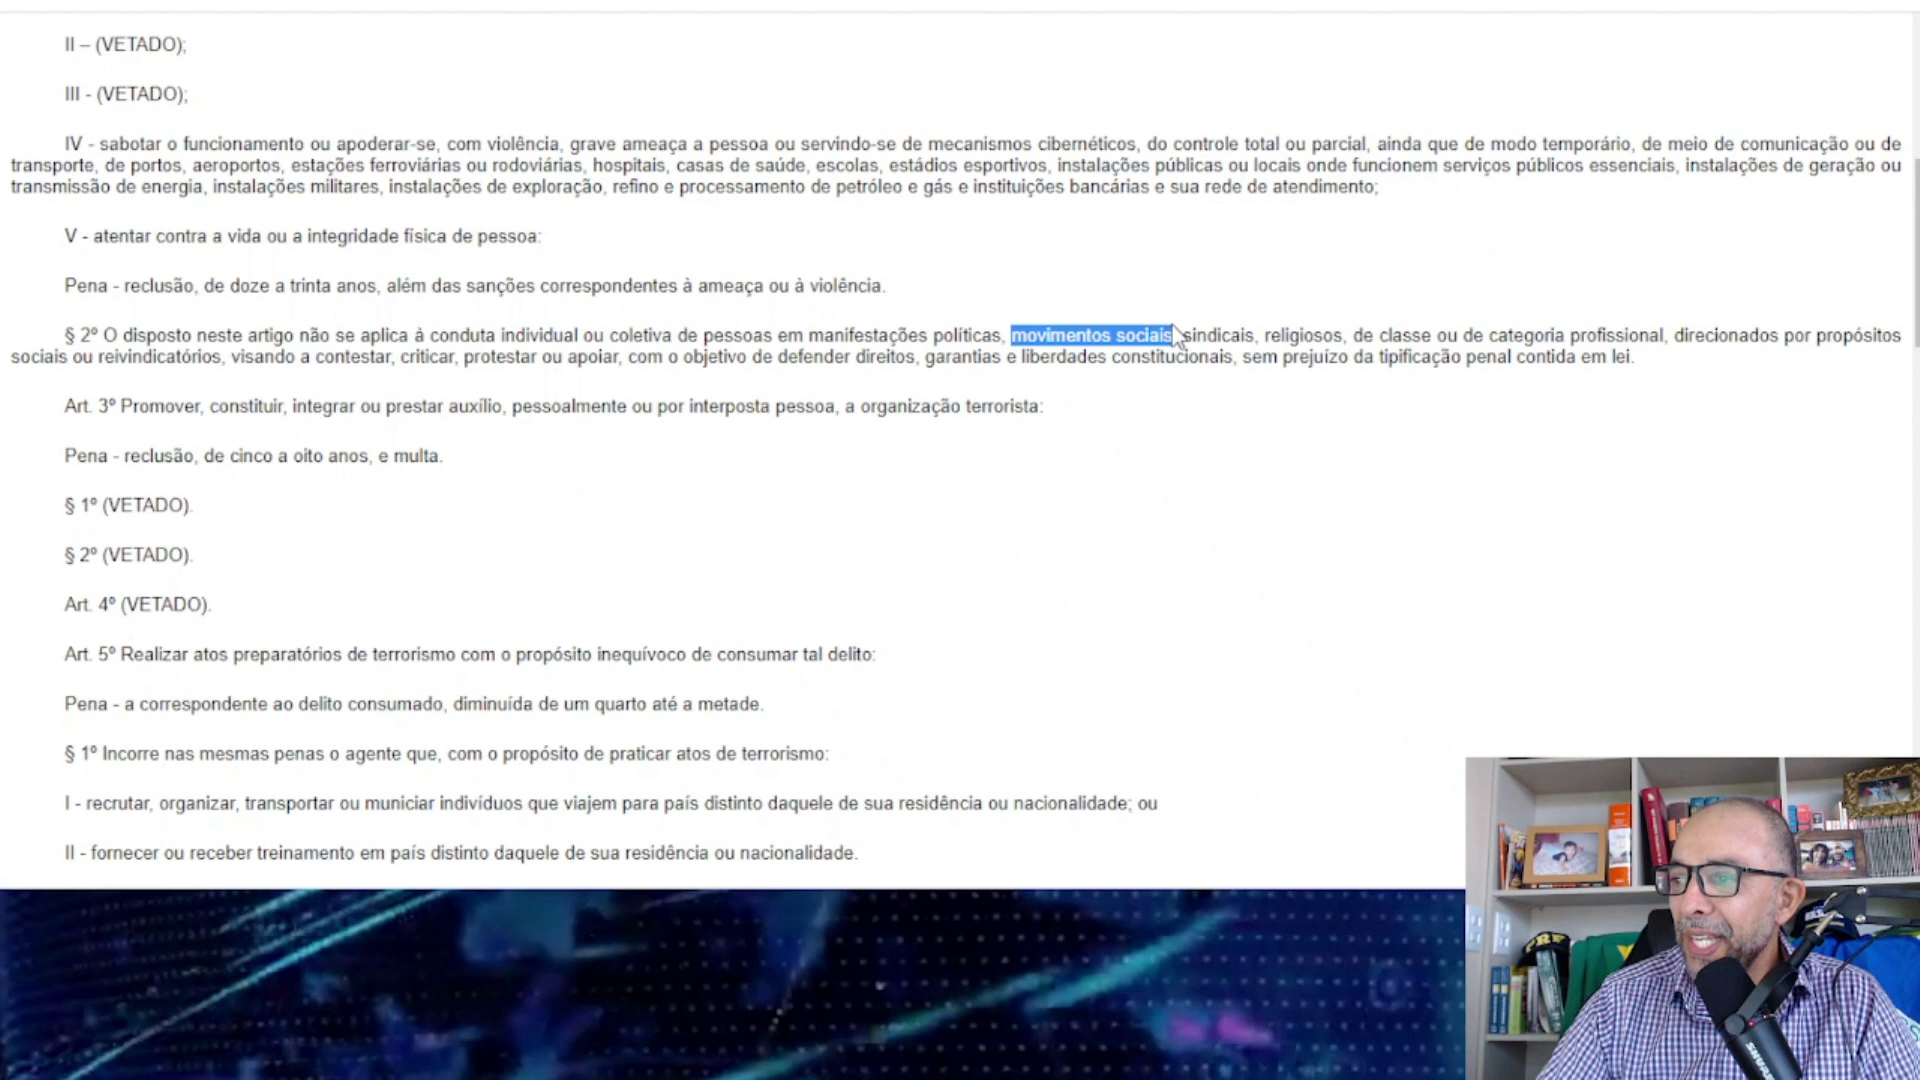 II – (VETADO);
III - (VETADO);
IV - sabotar o funcionamento ou apoderar-se, com violência, grave ameaça a pessoa ou servindo-se de mecanismos cibernéticos, do controle total ou parcial, ainda que de modo temporário, de meio de comunicação ou de
transporte, de portos, aeroportos, estações ferroviárias ou rodoviárias, hospitais, casas de saúde, escolas, estádios esportivos, instalações públicas ou locais onde funcionem serviços públicos essenciais, instalações de geração ou
transmissão de energia, instalações militares, instalações de exploração, refino e processamento de petróleo e gás e instituições bancárias e sua rede de atendimento;
V - atentar contra a vida ou a integridade física de pessoa:
Pena - reclusão, de doze a trinta anos, além das sanções correspondentes à ameaça ou à violência.
§ 2º O disposto neste artigo não se aplica à conduta individual ou coletiva de pessoas em manifestações políticas, movimentos sociais, sindicais, religiosos, de classe ou de categoria profissional, direcionados por propósitos
sociais ou reivindicatórios, visando a contestar, criticar, protestar ou apoiar, com o objetivo de defender direitos, garantias e liberdades constitucionais, sem prejuízo da tipificação penal contida em lei.
Art. 3º Promover, constituir, integrar ou prestar auxílio, pessoalmente ou por interposta pessoa, a organização terrorista:
Pena - reclusão, de cinco a oito anos, e multa.
§ 1º (VETADO).
§ 2º (VETADO).
Art. 4º (VETADO).
Art. 5º Realizar atos preparatórios de terrorismo com o propósito inequívoco de consumar tal delito:
Pena - a correspondente ao delito consumado, diminuída de um quarto até a metade.
§ 1º Incorre nas mesmas penas o agente que, com o propósito de praticar atos de terrorismo:
I - recrutar, organizar, transportar ou municiar indivíduos que viajem para país distinto daquele de sua residência ou nacionalidade; ou
II - fornecer ou receber treinamento em país distinto daquele de sua residência ou nacionalidade.
PRF
SHURE